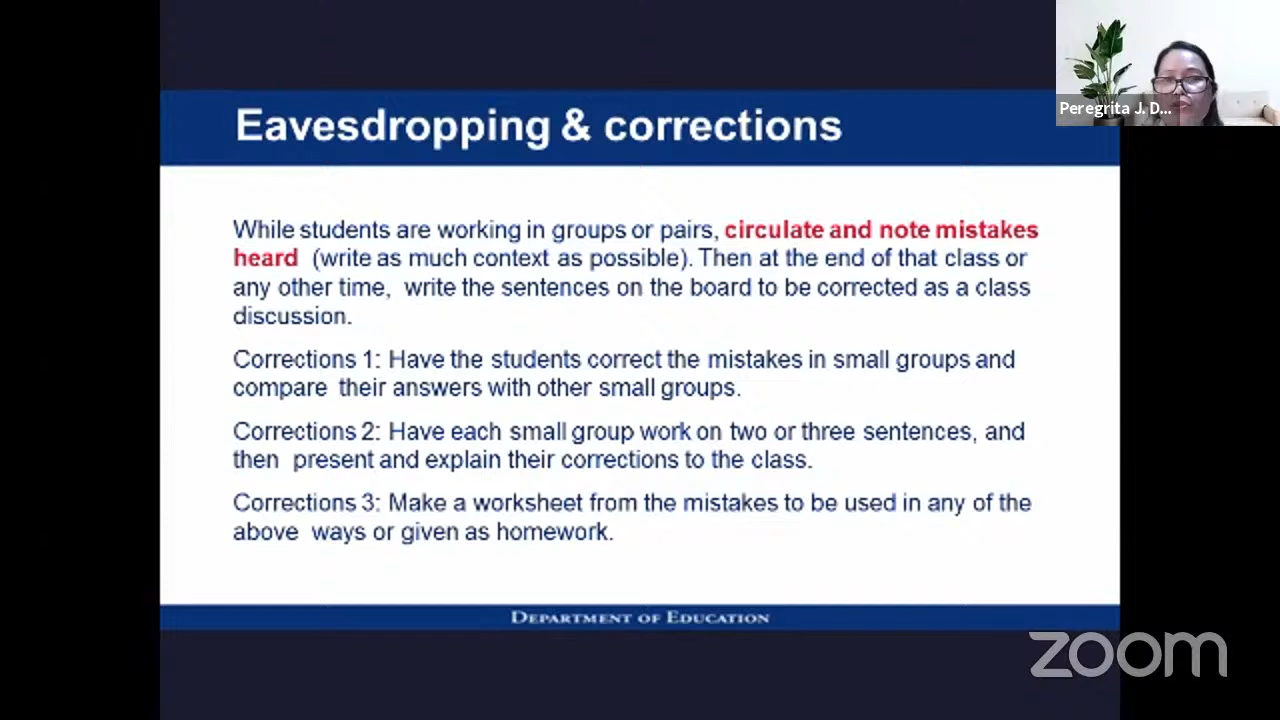 Eavesdropping & corrections
Peregrita J. D...
While students are working in groups or pairs, circulate and note mistakes
heard (write as much context as possible). Then at the end of that class or
any other time, write the sentences on the board to be corrected as a class
discussion.
Corrections 1: Have the students correct the mistakes in small groups and
compare their answers with other small groups.
Corrections 2: Have each small group work on two or three sentences, and
then present and explain their corrections to the class.
Corrections 3: Make a worksheet from the mistakes to be used in any of the
above ways or given as homework.
DEPARTMENT OF EDUCATION
zoom